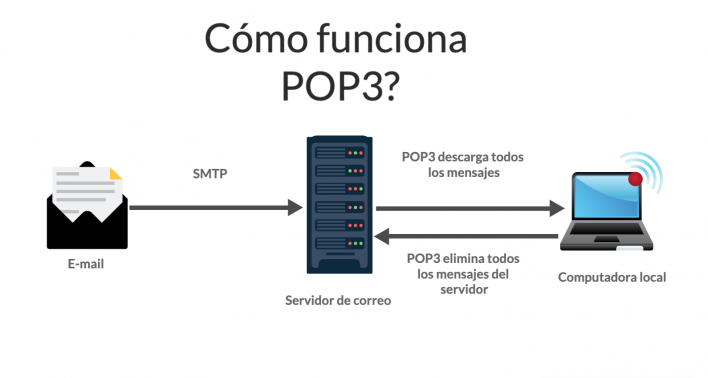 Cómo funciona
POP3?
SMTP
POP3 descarga todos
los mensajes
E-mail
Servidor de correo
POP3 elimina todos
los mensajes del
servidor
Computadora local